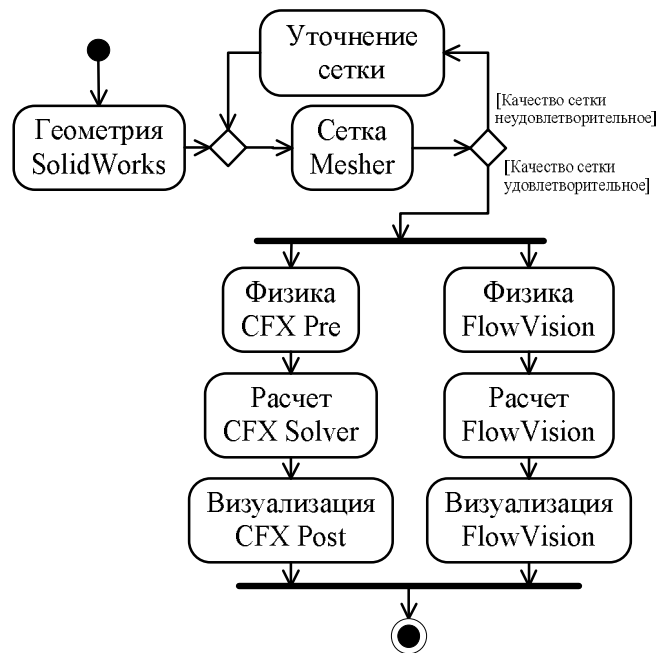 Уточнение
сетки
[Качество сетки
неудовлетворительное]
Геометрия
SolidWorks
Сетка
Mesher
[Качество сетки
удовлетворительное]
Физика
CFX Pre
Физика
FlowVision
Расчет
CFX Solver
Расчет
FlowVision
Визуализация
CFX Post
Визуализация
FlowVision